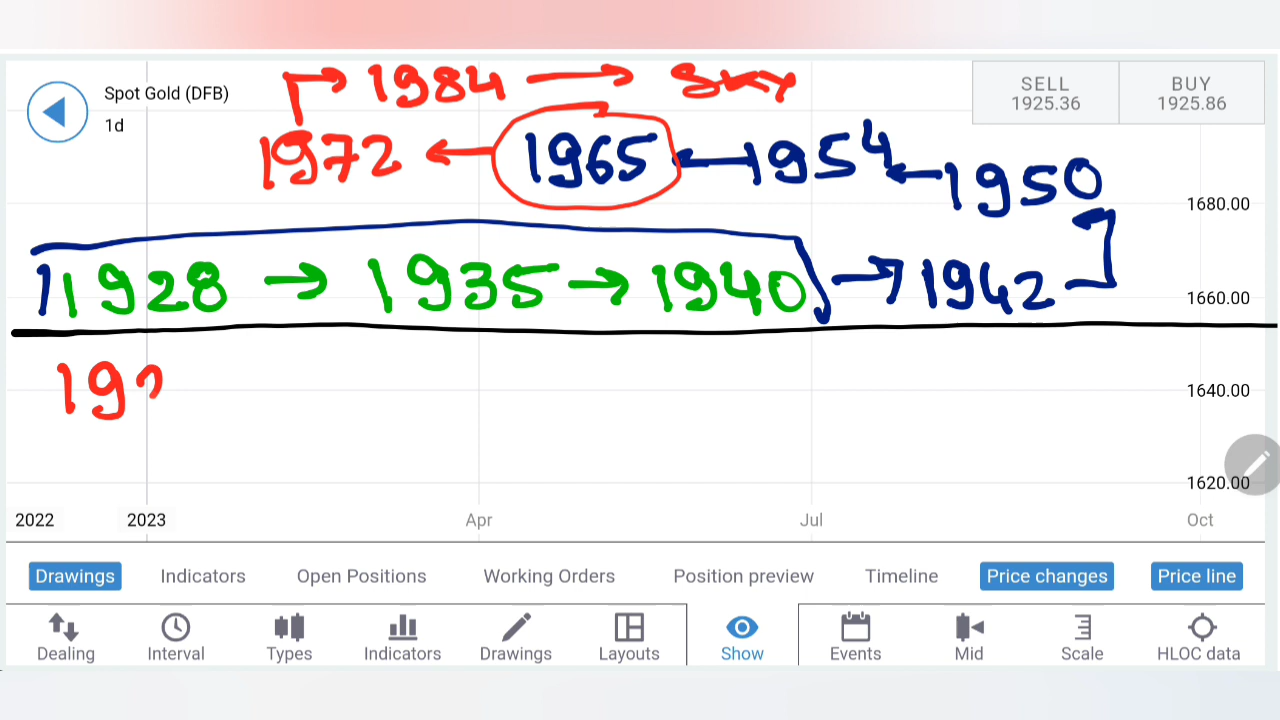 Spot Gold (DFB)
1d
SELL
1925.36
BUY
1925.86
1984 → Sky
1972 ← 1965 ← 1954 ← 1950
1928 → 1935 → 1940 → 1942
19
1680.00
1660.00
1640.00
1620.00
2022 2023 Apr Jul Oct
Drawings Indicators Open Positions Working Orders Position preview Timeline Price changes Price line
Dealing Interval Types Indicators Drawings Layouts Show Events Mid Scale HLOC data